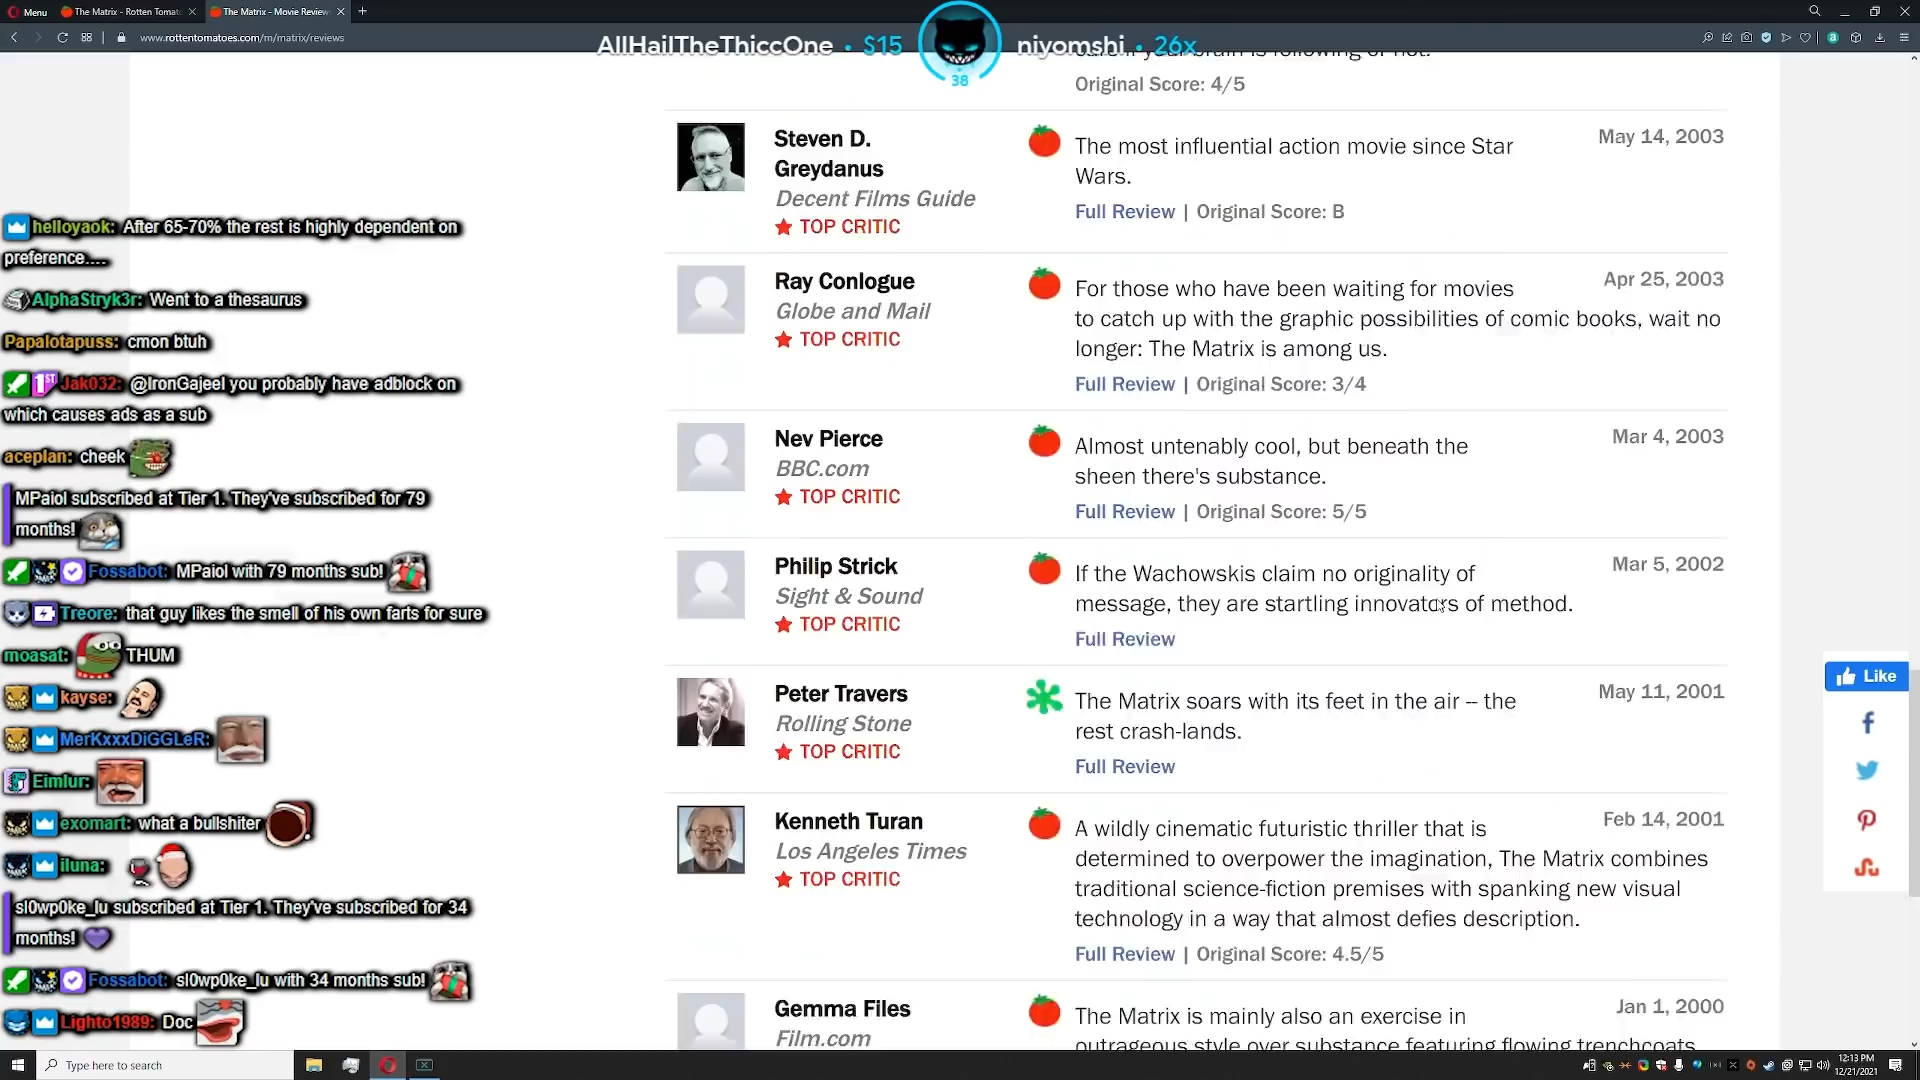 Menu
The Matrix - Rotten Tomat
The Matrix - Movie Review
www.rottentomatoes.com/m/matrix/reviews
AllHailTheThiccOne • $15
38
niyomshi • 26x
Original Score: 4/5
Steven D.
Greydanus
Decent Films Guide
TOP CRITIC
The most influential action movie since Star
Wars.
Full Review | Original Score: B
May 14, 2003
Ray Conlogue
Globe and Mail
TOP CRITIC
For those who have been waiting for movies
to catch up with the graphic possibilities of comic books, wait no
longer: The Matrix is among us.
Full Review | Original Score: 3/4
Apr 25, 2003
Nev Pierce
BBC.com
TOP CRITIC
Almost untenably cool, but beneath the
sheen there's substance.
Full Review | Original Score: 5/5
Mar 4, 2003
Philip Strick
Sight & Sound
TOP CRITIC
If the Wachowskis claim no originality of
message, they are startling innovators of method.
Full Review
Mar 5, 2002
Peter Travers
Rolling Stone
TOP CRITIC
The Matrix soars with its feet in the air -- the
rest crash-lands.
Full Review
May 11, 2001
Kenneth Turan
Los Angeles Times
TOP CRITIC
A wildly cinematic futuristic thriller that is
determined to overpower the imagination, The Matrix combines
traditional science-fiction premises with spanking new visual
technology in a way that almost defies description.
Full Review | Original Score: 4.5/5
Feb 14, 2001
Gemma Files
Film.com
The Matrix is mainly also an exercise in
outrageous style over substance featuring flowing trenchcoats
Jan 1, 2000
helloyaok: After 65-70% the rest is highly dependent on
preference....
AlphaStryk3r: Went to a thesaurus
Papalotapuss: cmon btuh
1ST Jak032: @IronGajeel you probably have adblock on
which causes ads as a sub
aceplan: cheek
MPaiol subscribed at Tier 1. They've subscribed for 79
months!
Fossabot: MPaiol with 79 months sub!
Treore: that guy likes the smell of his own farts for sure
moasat: THUM
kayse:
MerKxxxDiGGLeR:
Eimlur:
exomart: what a bullshiter
iluna:
sl0wp0ke_lu subscribed at Tier 1. They've subscribed for 34
months!
Fossabot: sl0wp0ke_lu with 34 months sub!
Lighto1989: Doc
Like
Type here to search
12:13 PM
12/21/2021